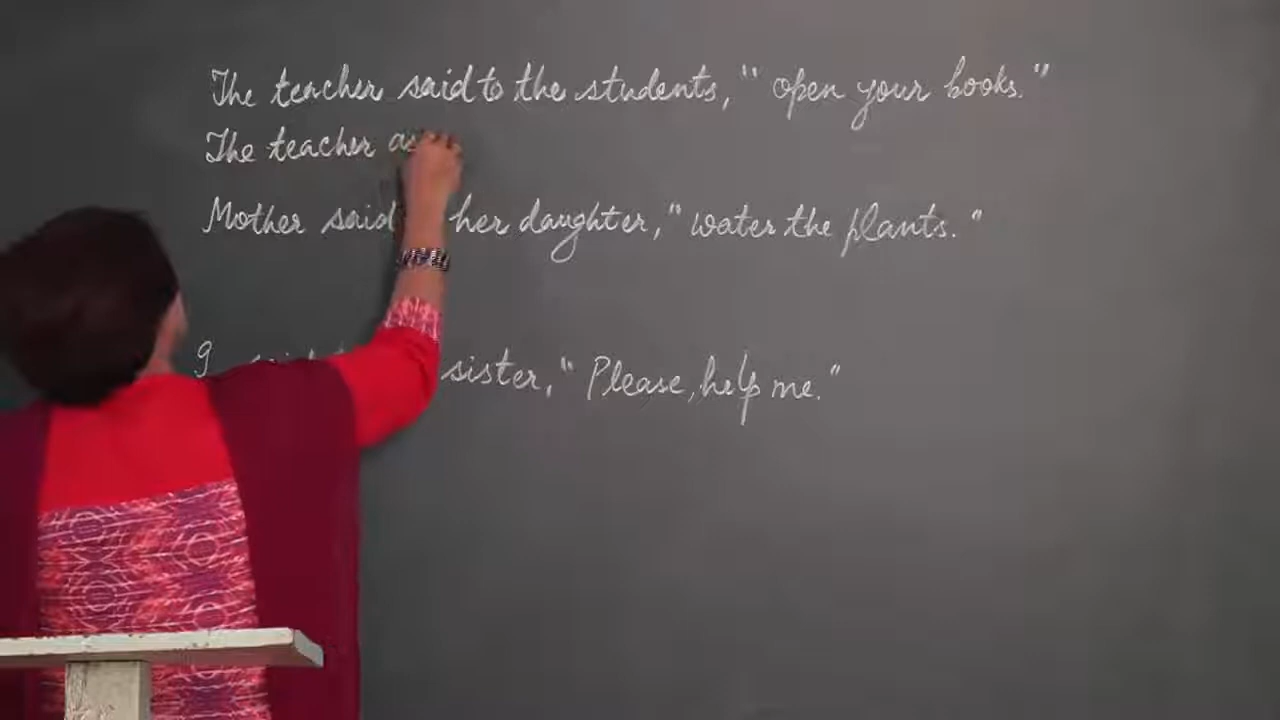 The teacher said to the students, " open your books."
The teacher
Mother said her daughter, " water the plants. "
I sister, " Please, help me."